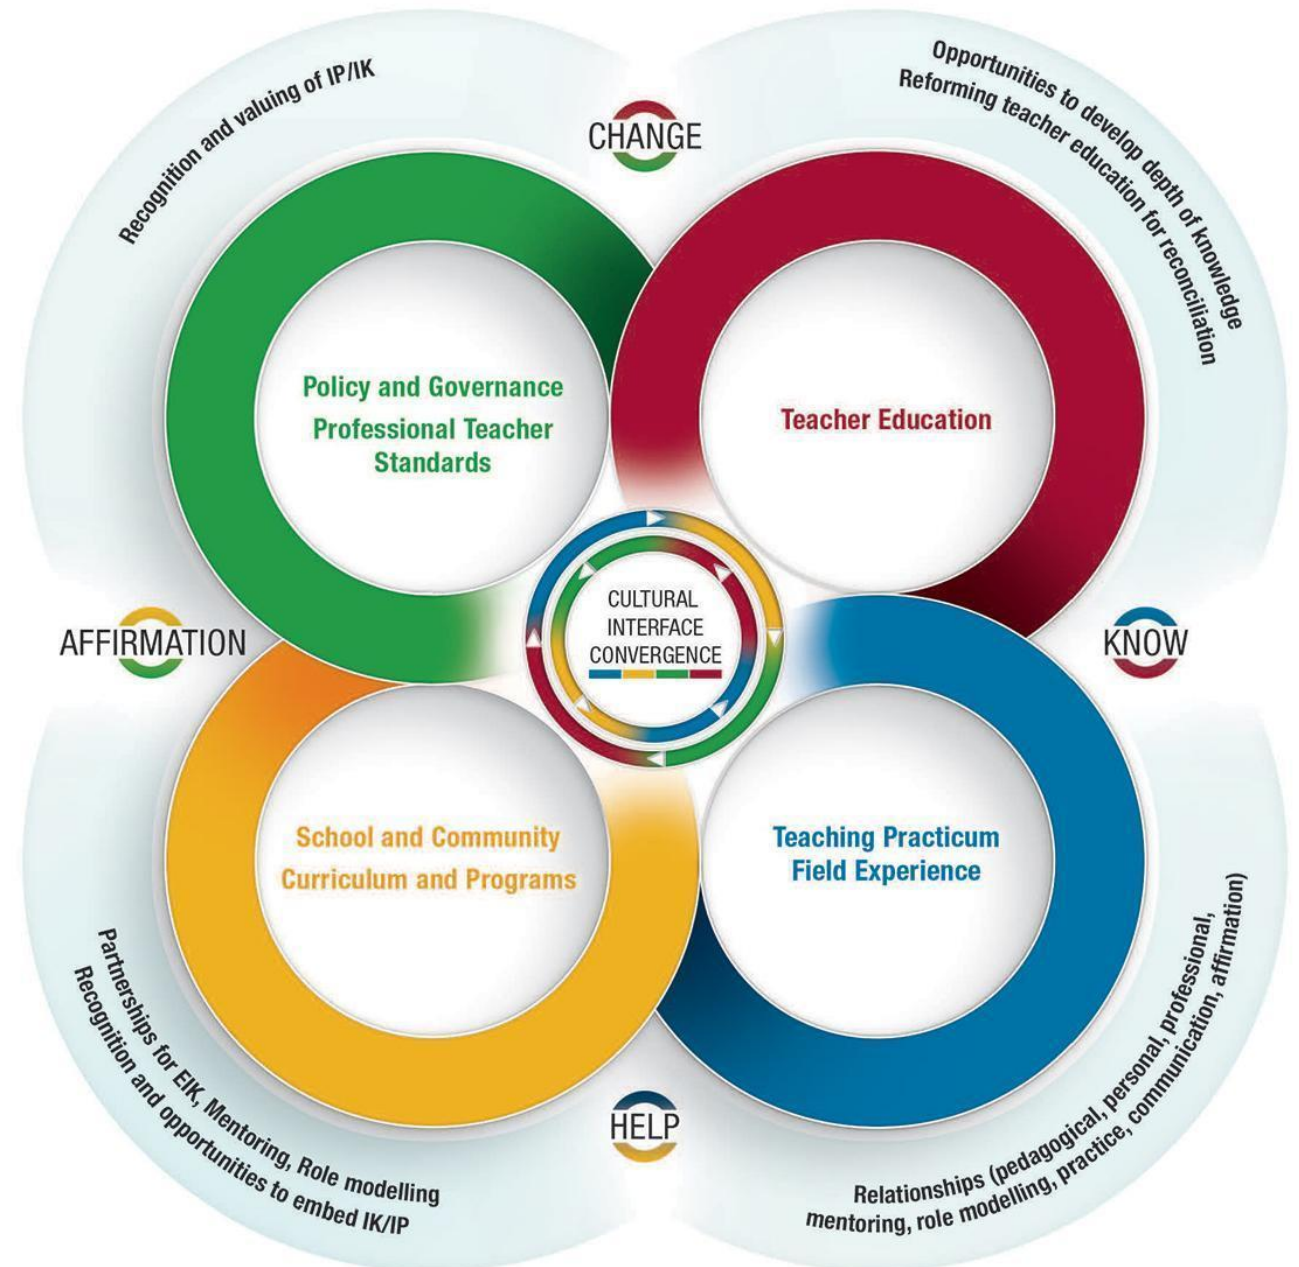 Recognition and valuing of IP/IK
CHANGE
Opportunities to develop depth of knowledge
Reforming teacher education for reconciliation
Policy and Governance
Professional Teacher
Standards
Teacher Education
AFFIRMATION
CULTURAL
INTERFACE
CONVERGENCE
KNOW
School and Community
Curriculum and Programs
Teaching Practicum
Field Experience
Partnerships for EIK, Mentoring, Role modelling
Recognition and opportunities to embed IK/IP
HELP
Relationships (pedagogical, personal, professional,
mentoring, role modelling, practice, communication, affirmation)